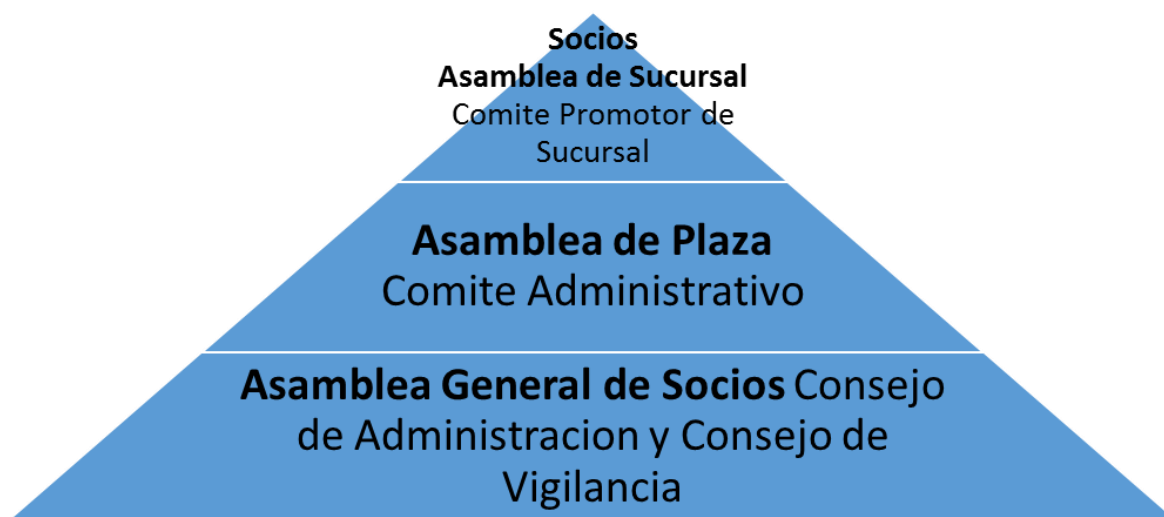 Socios
Asamblea de Sucursal
Comite Promotor de
Sucursal
Asamblea de Plaza
Comite Administrativo
Asamblea General de Socios Consejo
de Administracion y Consejo de
Vigilancia